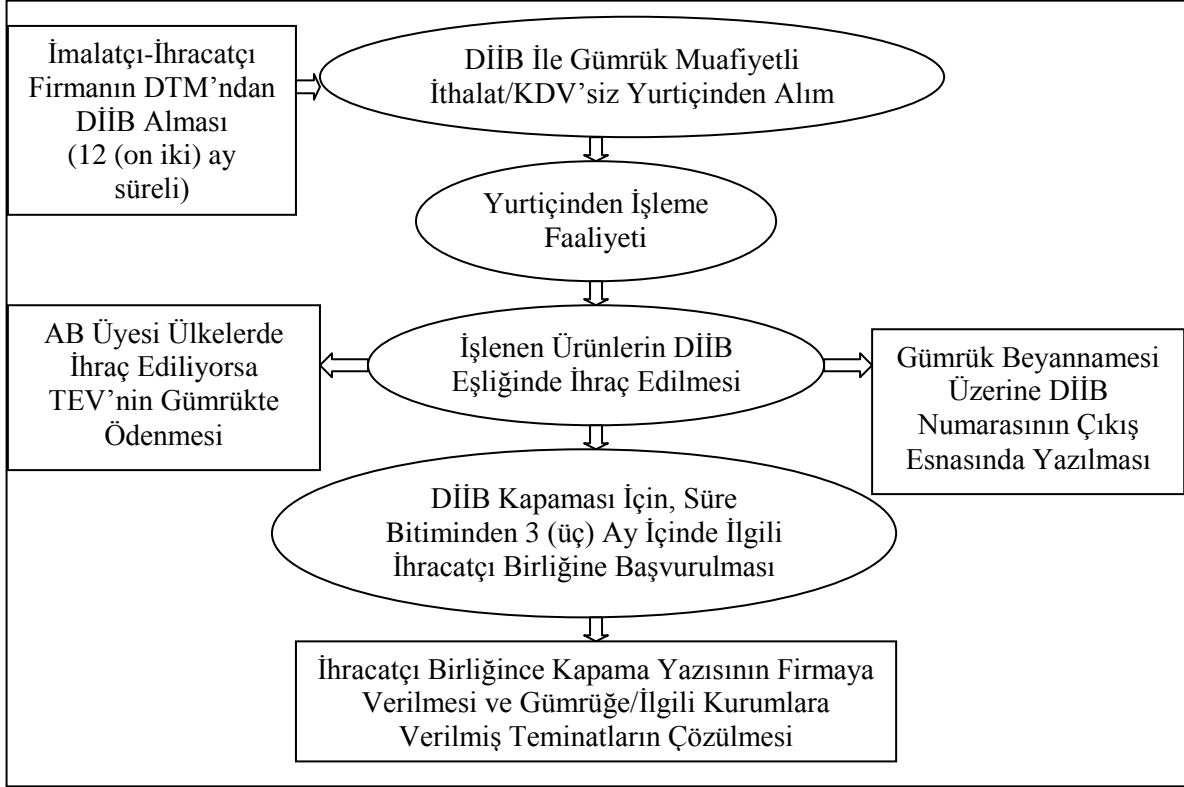 İmalatçı-İhracatçı
Firmanın DTM’ndan
DİİB Alması
(12 (on iki) ay
süreli)
DİİB İle Gümrük Muafiyetli
İthalat/KDV’siz Yurtiçinden Alım
Yurtiçinden İşleme
Faaliyeti
AB Üyesi Ülkelerde
İhraç Ediliyorsa
TEV’nin Gümrükte
Ödenmesi
İşlenen Ürünlerin DİİB
Eşliğinde İhraç Edilmesi
Gümrük Beyannamesi
Üzerine DİİB
Numarasının Çıkış
Esnasında Yazılması
DİİB Kapaması İçin, Süre
Bitiminden 3 (üç) Ay İçinde İlgili
İhracatçı Birliğine Başvurulması
İhracatçı Birliğince Kapama Yazısının Firmaya
Verilmesi ve Gümrüğe/İlgili Kurumlara
Verilmiş Teminatların Çözülmesi